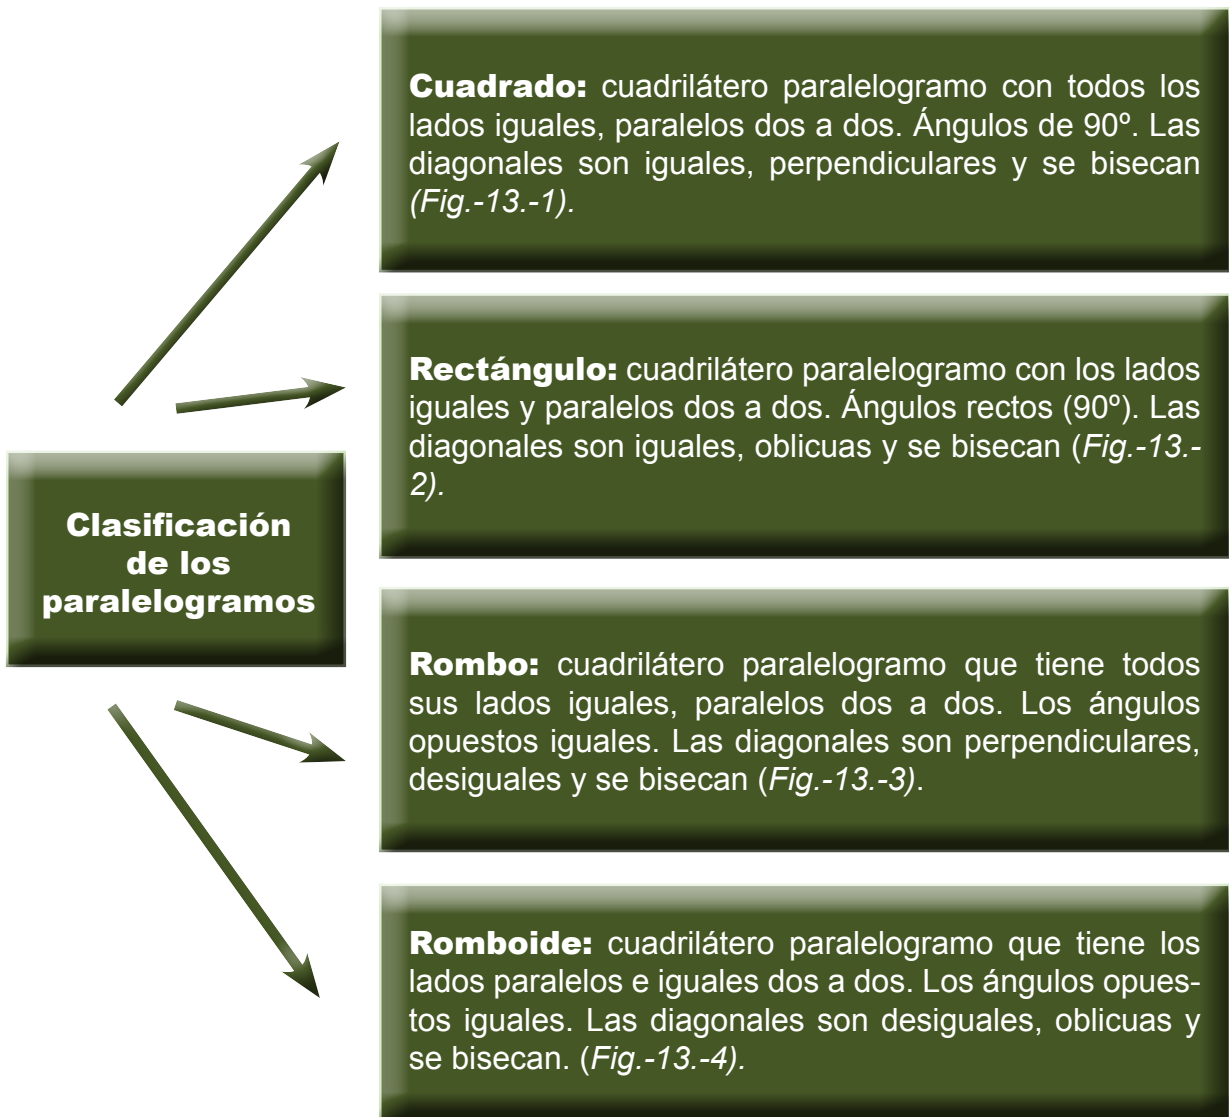 Cuadrado: cuadrilátero paralelogramo con todos los
lados iguales, paralelos dos a dos. Ángulos de 90º. Las
diagonales son iguales, perpendiculares y se bisecan
(Fig.-13.-1).
Rectángulo: cuadrilátero paralelogramo con los lados
iguales y paralelos dos a dos. Ángulos rectos (90º). Las
diagonales son iguales, oblicuas y se bisecan (Fig.-13.-
2).
Clasificación
de los
paralelogramos
Rombo: cuadrilátero paralelogramo que tiene todos
sus lados iguales, paralelos dos a dos. Los ángulos
opuestos iguales. Las diagonales son perpendiculares,
desiguales y se bisecan (Fig.-13.-3).
Romboide: cuadrilátero paralelogramo que tiene los
lados paralelos e iguales dos a dos. Los ángulos opues-
tos iguales. Las diagonales son desiguales, oblicuas y
se bisecan. (Fig.-13.-4).